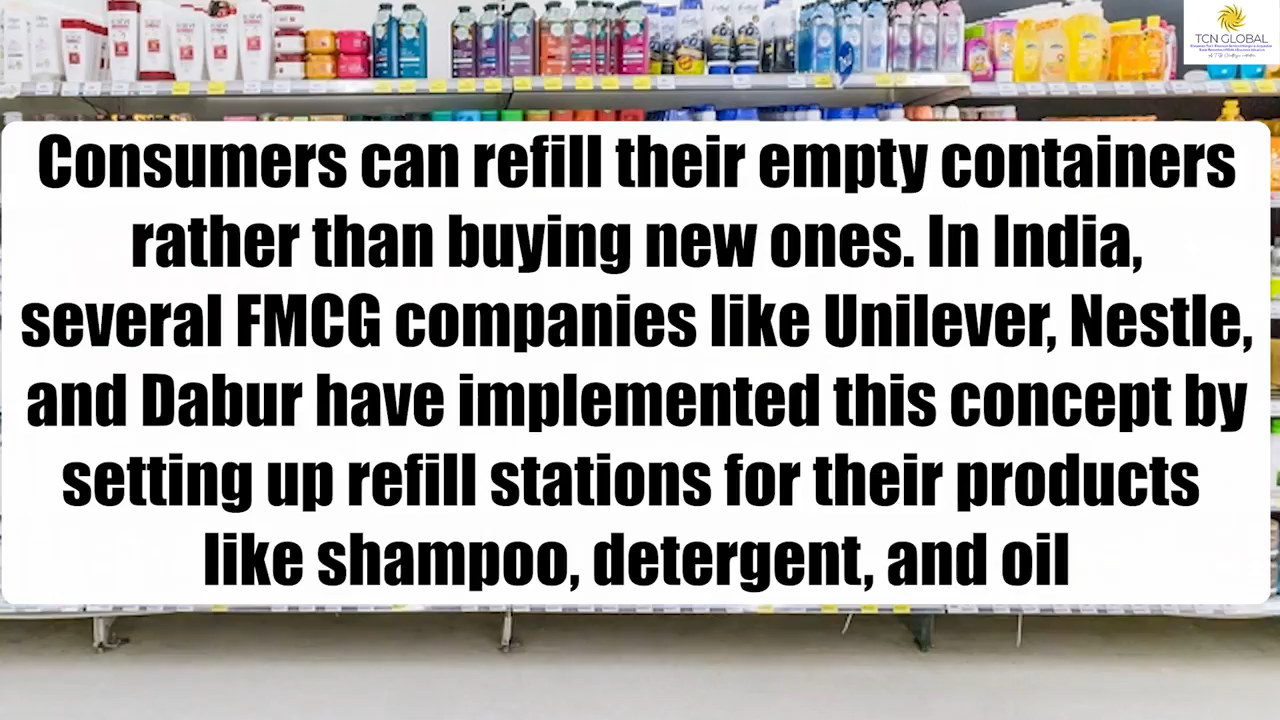 TCN GLOBAL
Consumers can refill their empty containers
rather than buying new ones. In India,
several FMCG companies like Unilever, Nestle,
and Dabur have implemented this concept by
setting up refill stations for their products
like shampoo, detergent, and oil